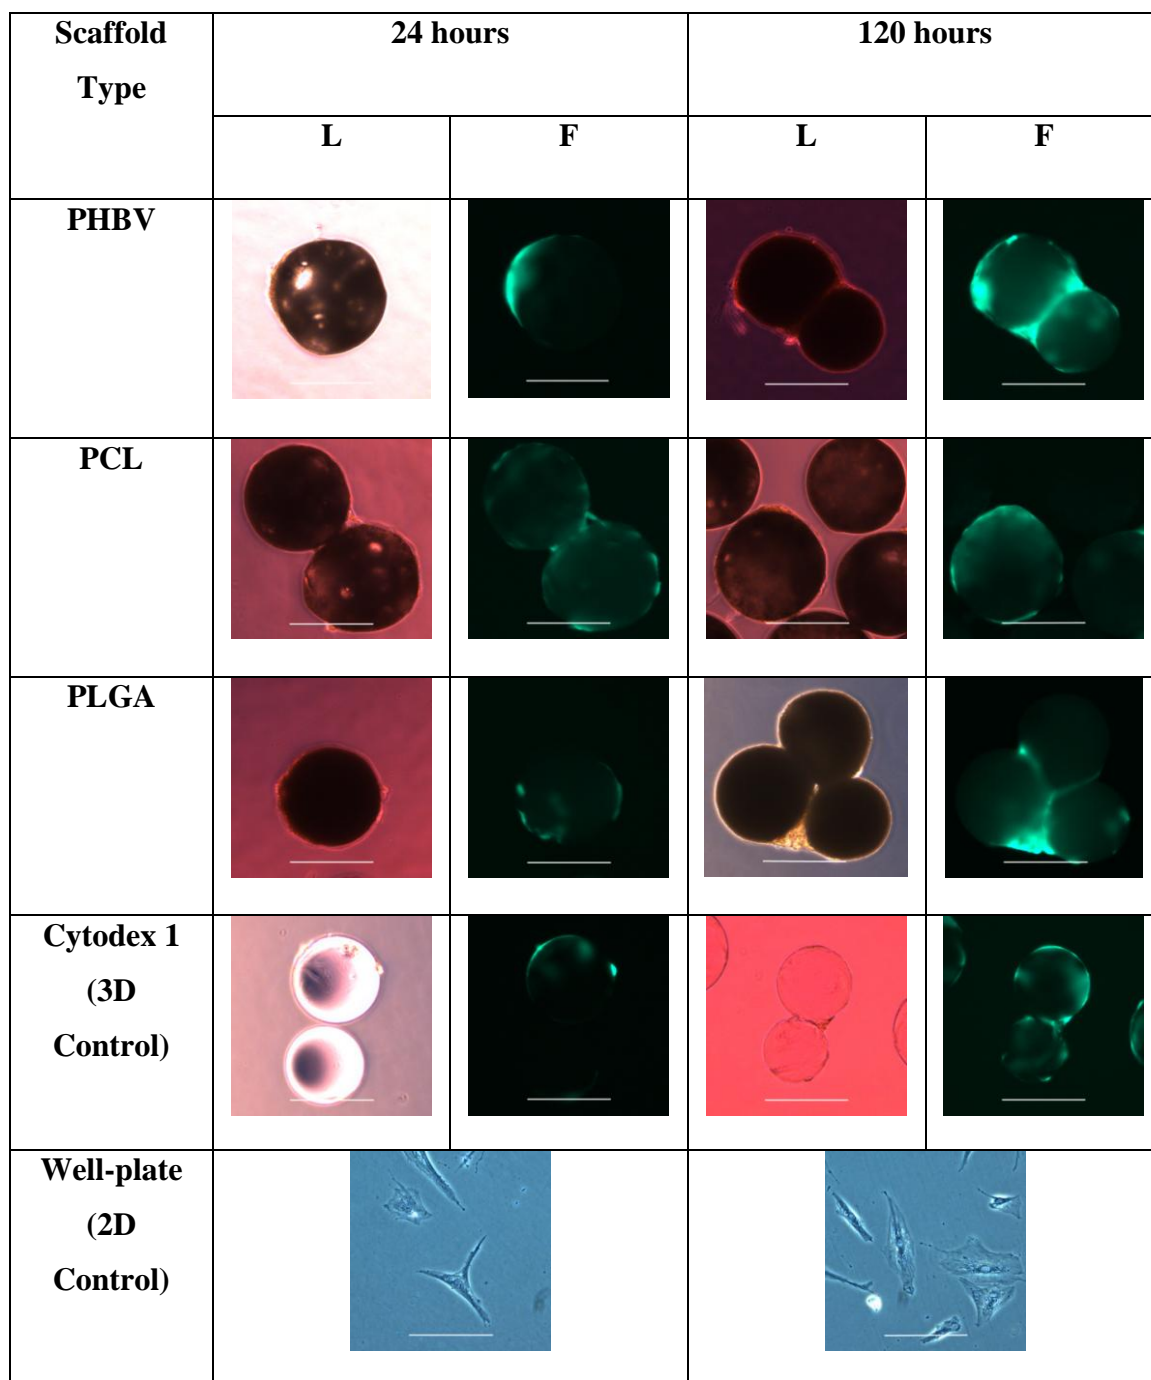 Scaffold
Type
24 hours
120 hours
L
F
L
F
PHBV
PCL
PLGA
Cytodex 1
(3D
Control)
Well-plate
(2D
Control)